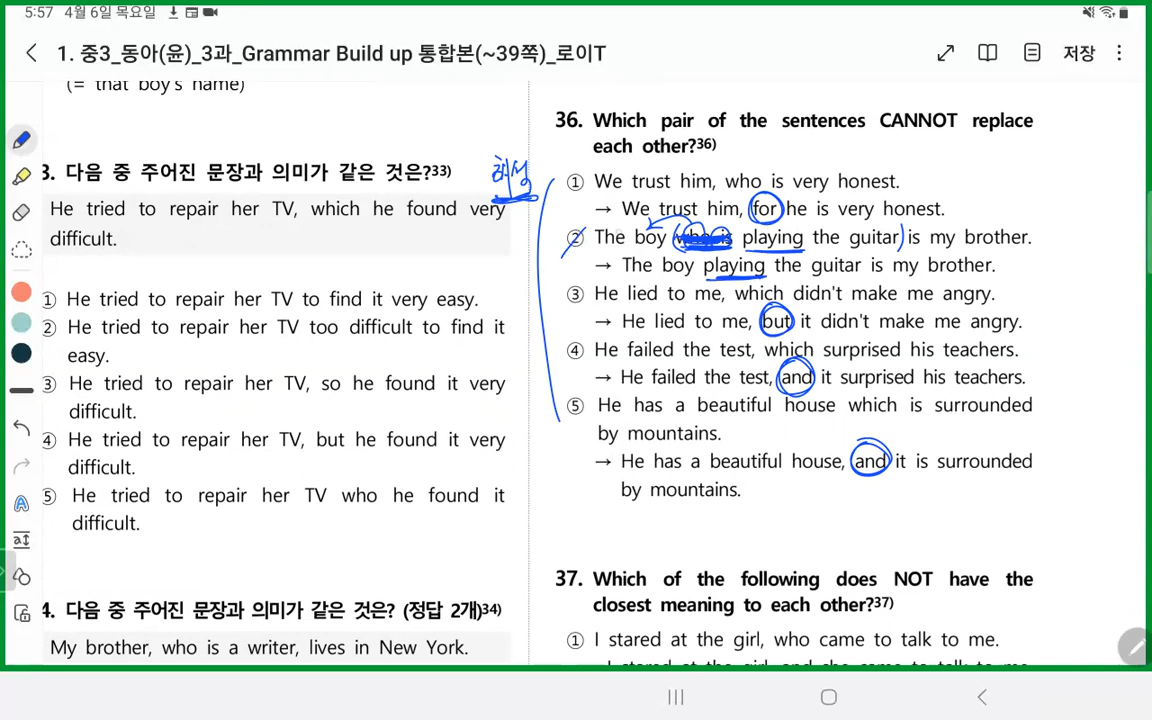 5:57 4월 6일 목요일
1. 중3_동아(윤)_3과_Grammar Build up 통합본(~39쪽)_로이T
저장
(= that boy's name)
3. 다음 중 주어진 문장과 의미가 같은 것은?33)
He tried to repair her TV, which he found very
difficult.
① He tried to repair her TV to find it very easy.
② He tried to repair her TV too difficult to find it
easy.
③ He tried to repair her TV, so he found it very
difficult.
④ He tried to repair her TV, but he found it very
difficult.
⑤ He tried to repair her TV who he found it
difficult.
4. 다음 중 주어진 문장과 의미가 같은 것은? (정답 2개)34)
My brother, who is a writer, lives in New York.
해성
36. Which pair of the sentences CANNOT replace
each other?36)
① We trust him, who is very honest.
→ We trust him, for he is very honest.
② The boy (who is playing the guitar) is my brother.
→ The boy playing the guitar is my brother.
③ He lied to me, which didn't make me angry.
→ He lied to me, but it didn't make me angry.
④ He failed the test, which surprised his teachers.
→ He failed the test, and it surprised his teachers.
⑤ He has a beautiful house which is surrounded
by mountains.
→ He has a beautiful house, and it is surrounded
by mountains.
37. Which of the following does NOT have the
closest meaning to each other?37)
① I stared at the girl, who came to talk to me.
→ I stared at the girl, and she came to talk to me.